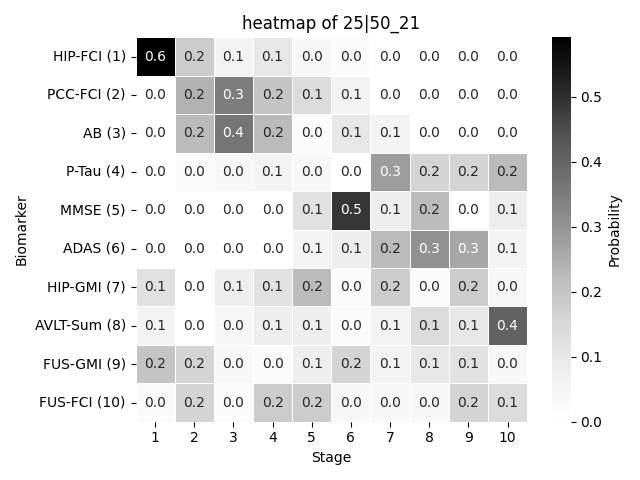 heatmap of 25|50_21
HIP-FCI (1) 0.6 0.2 0.1 0.1 0.0 0.0 0.0 0.0 0.0 0.0
PCC-FCI (2) 0.0 0.2 0.3 0.2 0.1 0.1 0.0 0.0 0.0 0.0
AB (3) 0.0 0.2 0.4 0.2 0.0 0.1 0.1 0.0 0.0 0.0
P-Tau (4) 0.0 0.0 0.0 0.1 0.0 0.0 0.3 0.2 0.2 0.2
MMSE (5) 0.0 0.0 0.0 0.0 0.1 0.5 0.1 0.2 0.0 0.1
ADAS (6) 0.0 0.0 0.0 0.0 0.1 0.1 0.2 0.3 0.3 0.1
HIP-GMI (7) 0.1 0.0 0.1 0.1 0.2 0.0 0.2 0.0 0.2 0.0
AVLT-Sum (8) 0.1 0.0 0.0 0.1 0.1 0.0 0.1 0.1 0.1 0.4
FUS-GMI (9) 0.2 0.2 0.0 0.0 0.1 0.2 0.1 0.1 0.1 0.0
FUS-FCI (10) 0.0 0.2 0.0 0.2 0.2 0.0 0.0 0.0 0.2 0.1
1 2 3 4 5 6 7 8 9 10
Stage
Biomarker
0.5
0.4
0.3
0.2
0.1
0.0
Probability